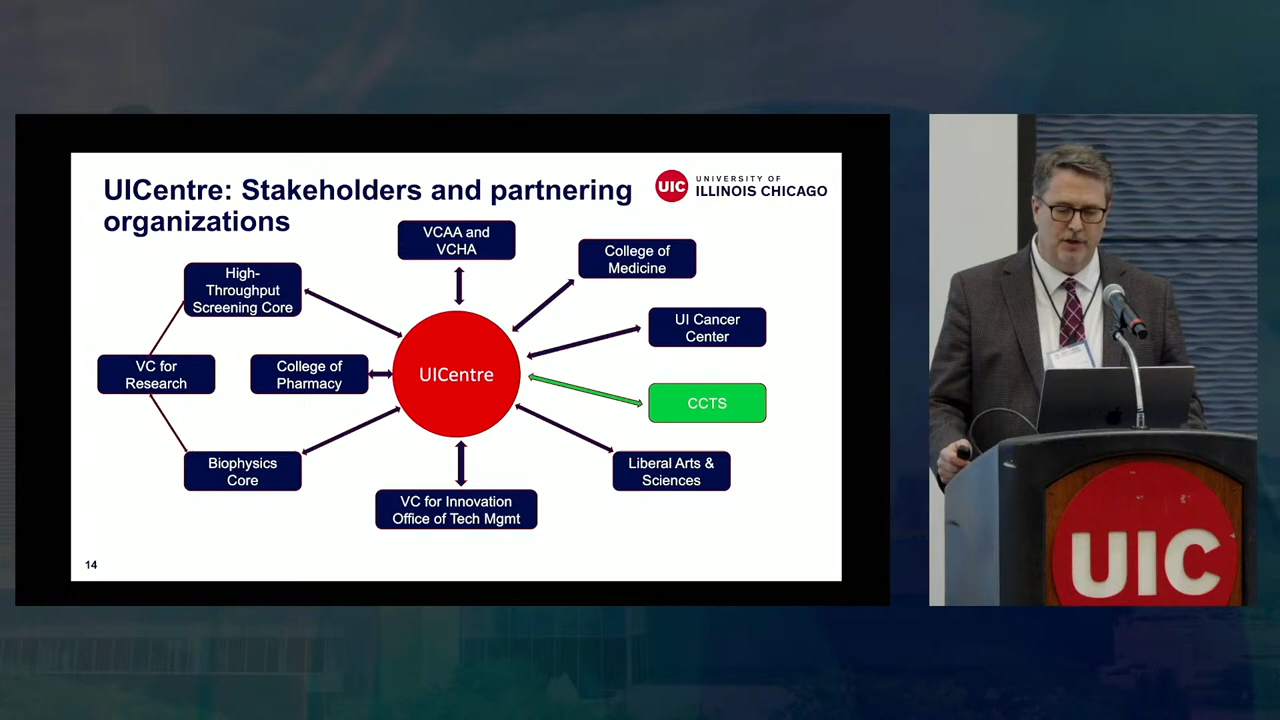 UICentre: Stakeholders and partnering
organizations
UIC
UNIVERSITY OF
ILLINOIS CHICAGO
VCAA and
VCHA
College of
Medicine
High-
Throughput
Screening Core
UI Cancer
Center
VC for
Research
College of
Pharmacy
UICentre
CCTS
Biophysics
Core
Liberal Arts &
Sciences
VC for Innovation
Office of Tech Mgmt
14
UIC